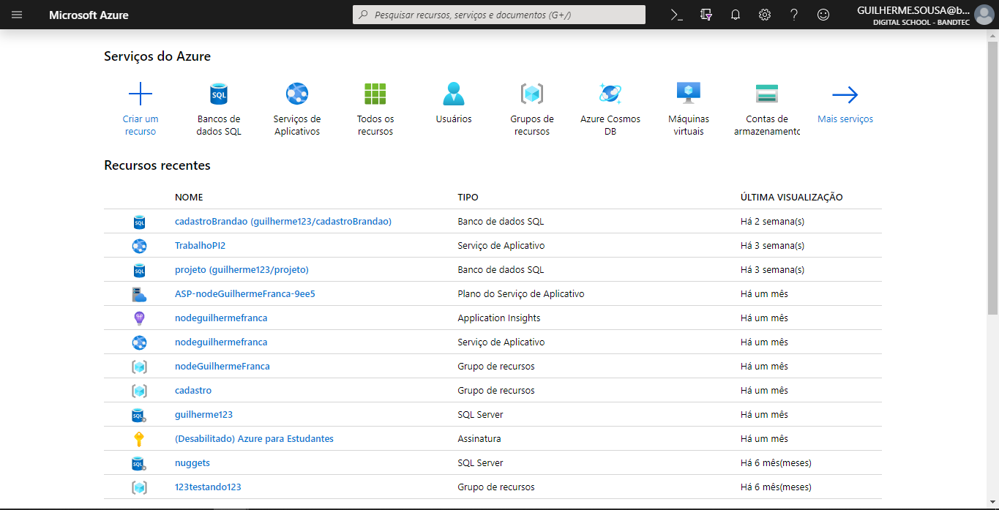 Microsoft Azure
Pesquisar recursos, serviços e documentos (G+/)
GUILHERME.SOUSA@b...
DIGITAL SCHOOL - BANDTEC
Serviços do Azure
Criar um
recurso
Bancos de
dados SQL
Serviços de
Aplicativos
Todos os
recursos
Usuários
Grupos de
recursos
Azure Cosmos
DB
Máquinas
virtuais
Contas de
armazenamento
Mais serviços
Recursos recentes
NOME TIPO ÚLTIMA VISUALIZAÇÃO
cadastroBrandao (guilherme123/cadastroBrandao) Banco de dados SQL Há 2 semana(s)
TrabalhoPI2 Serviço de Aplicativo Há 3 semana(s)
projeto (guilherme123/projeto) Banco de dados SQL Há 3 semana(s)
ASP-nodeGuilhermeFranca-9ee5 Plano do Serviço de Aplicativo Há um mês
nodeguilhermefranca Application Insights Há um mês
nodeguilhermefranca Serviço de Aplicativo Há um mês
nodeGuilhermeFranca Grupo de recursos Há um mês
cadastro Grupo de recursos Há um mês
guilherme123 SQL Server Há um mês
(Desabilitado) Azure para Estudantes Assinatura Há um mês
nuggets SQL Server Há 6 mês(meses)
123testando123 Grupo de recursos Há 6 mês(meses)